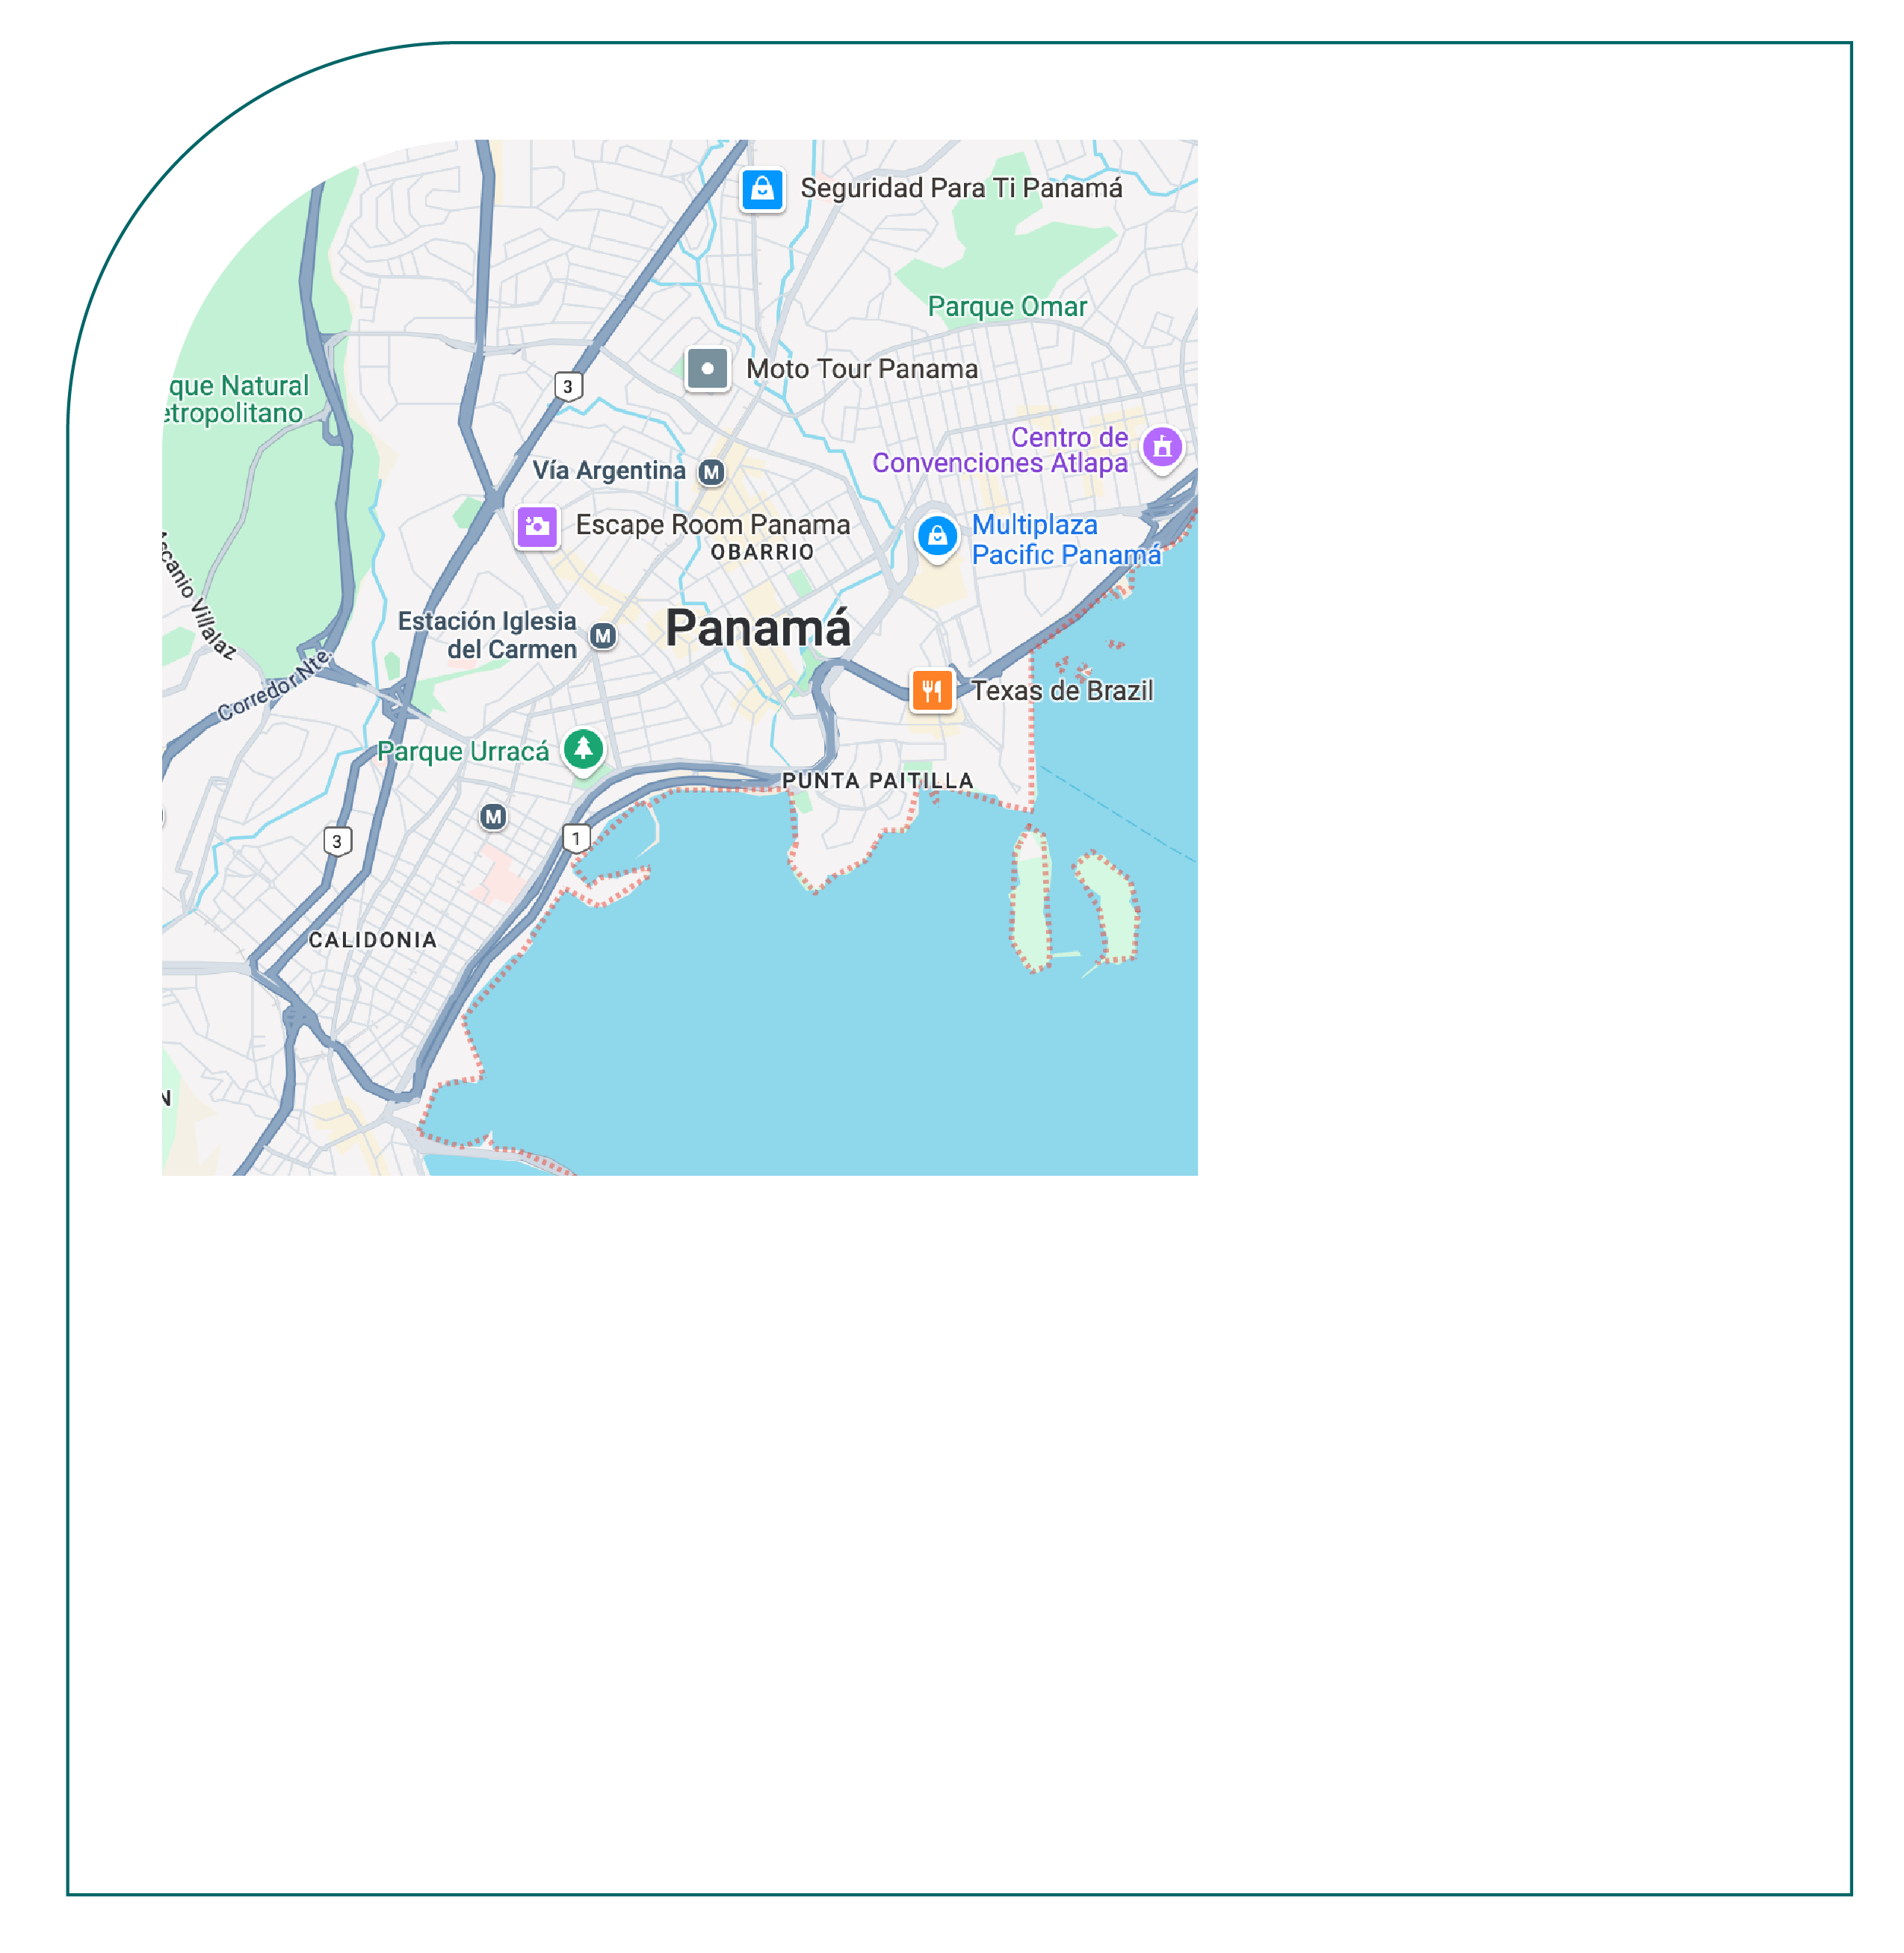 Seguridad Para Ti Panamá
Parque Omar
Moto Tour Panama
3
que Natural
etropolitano
Centro de
Convenciones Atlapa
Vía Argentina M
Escape Room Panama
OBARRIO
Multiplaza
Pacific Panamá
Ascanio Villalaz
Estación Iglesia
del Carmen M
Panamá
Corredor Nte.
Texas de Brazil
Parque Urracá
PUNTA PAITILLA
M
1
3
CALIDONIA
N